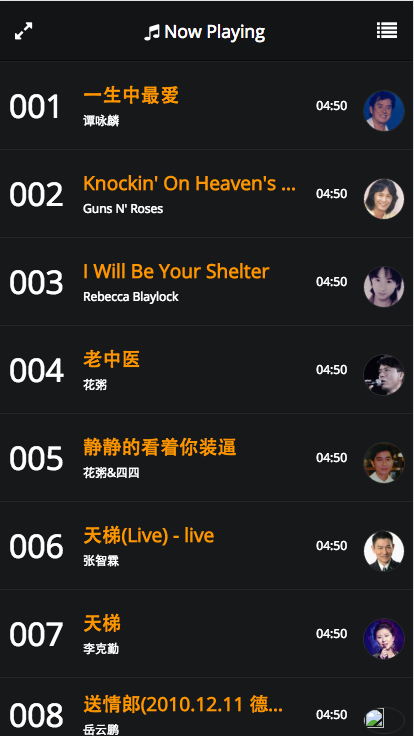 Now Playing
001
一生中最爱
谭咏麟
04:50
002
Knockin' On Heaven's ...
Guns N' Roses
04:50
003
I Will Be Your Shelter
Rebecca Blaylock
04:50
004
老中医
花粥
04:50
005
静静的看着你装逼
花粥&四四
04:50
006
天梯(Live) - live
张智霖
04:50
007
天梯
李克勤
04:50
008
送情郎(2010.12.11 德...
岳云鹏
04:50